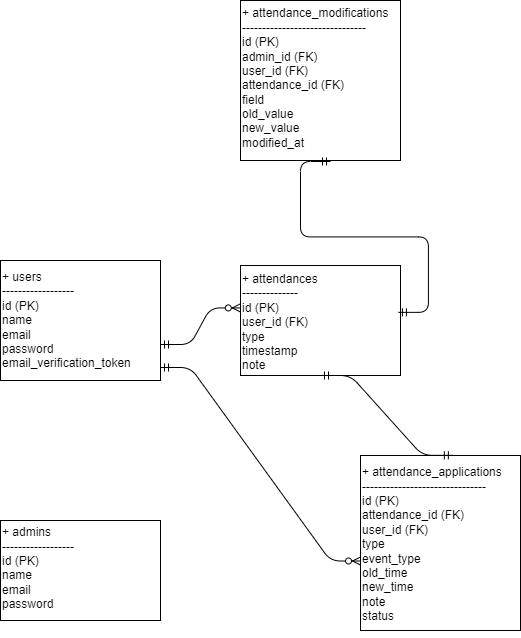 + attendance_modifications
-------------------------------
id (PK)
admin_id (FK)
user_id (FK)
attendance_id (FK)
field
old_value
new_value
modified_at
+ users
------------------
id (PK)
name
email
password
email_verification_token
+ attendances
--------------
id (PK)
user_id (FK)
type
timestamp
note
+ attendance_applications
-------------------------------
id (PK)
attendance_id (FK)
user_id (FK)
type
event_type
old_time
new_time
note
status
+ admins
------------------
id (PK)
name
email
password